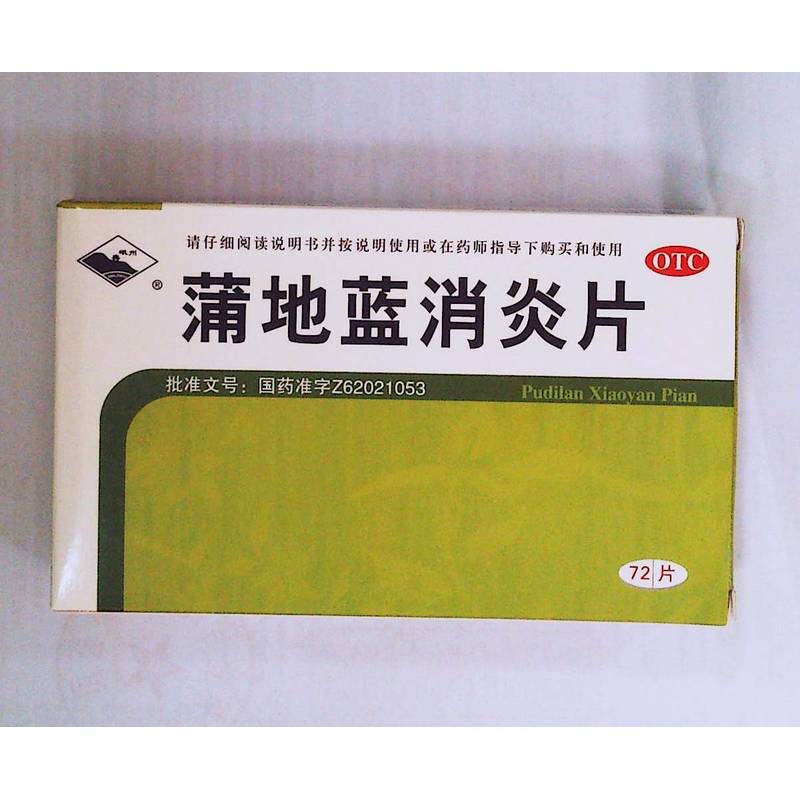 请仔细阅读说明书并按说明使用或在药师指导下购买和使用
岷州
®
OTC
蒲地蓝消炎片
批准文号：国药准字Z62021053
Pudilan Xiaoyan Pian
72片